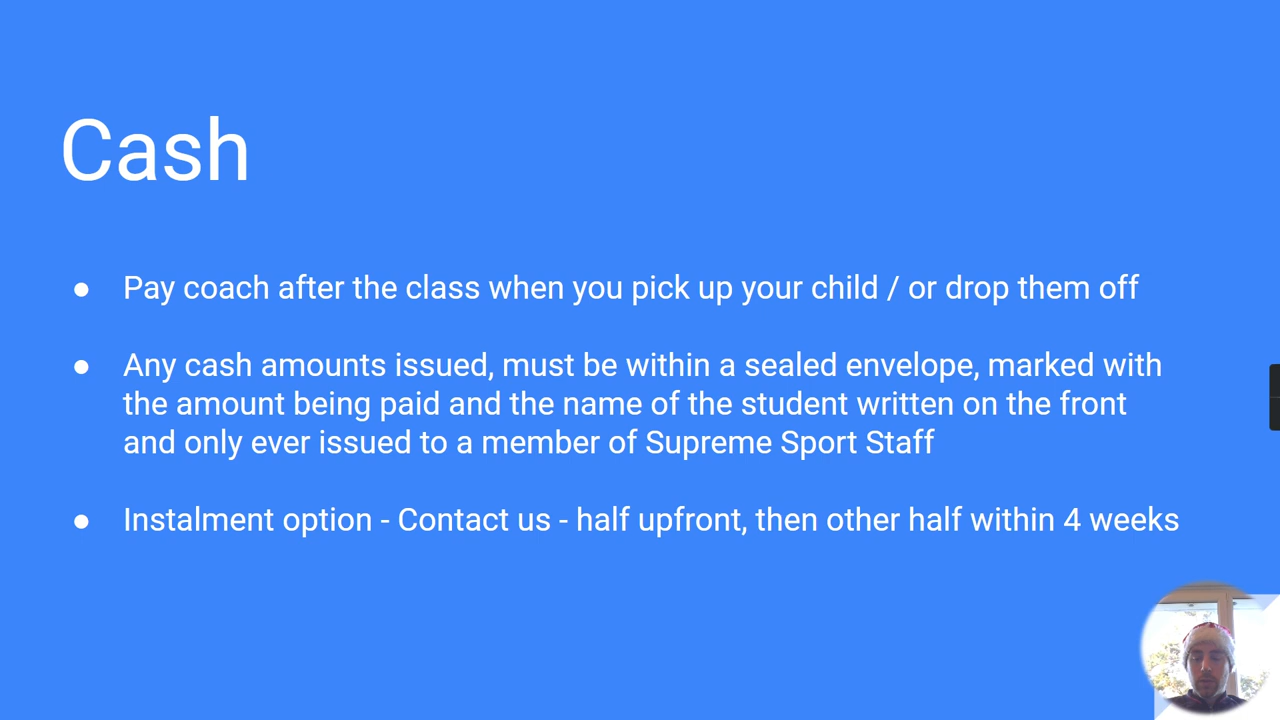 Cash
● Pay coach after the class when you pick up your child / or drop them off
● Any cash amounts issued, must be within a sealed envelope, marked with
the amount being paid and the name of the student written on the front
and only ever issued to a member of Supreme Sport Staff
● Instalment option - Contact us - half upfront, then other half within 4 weeks